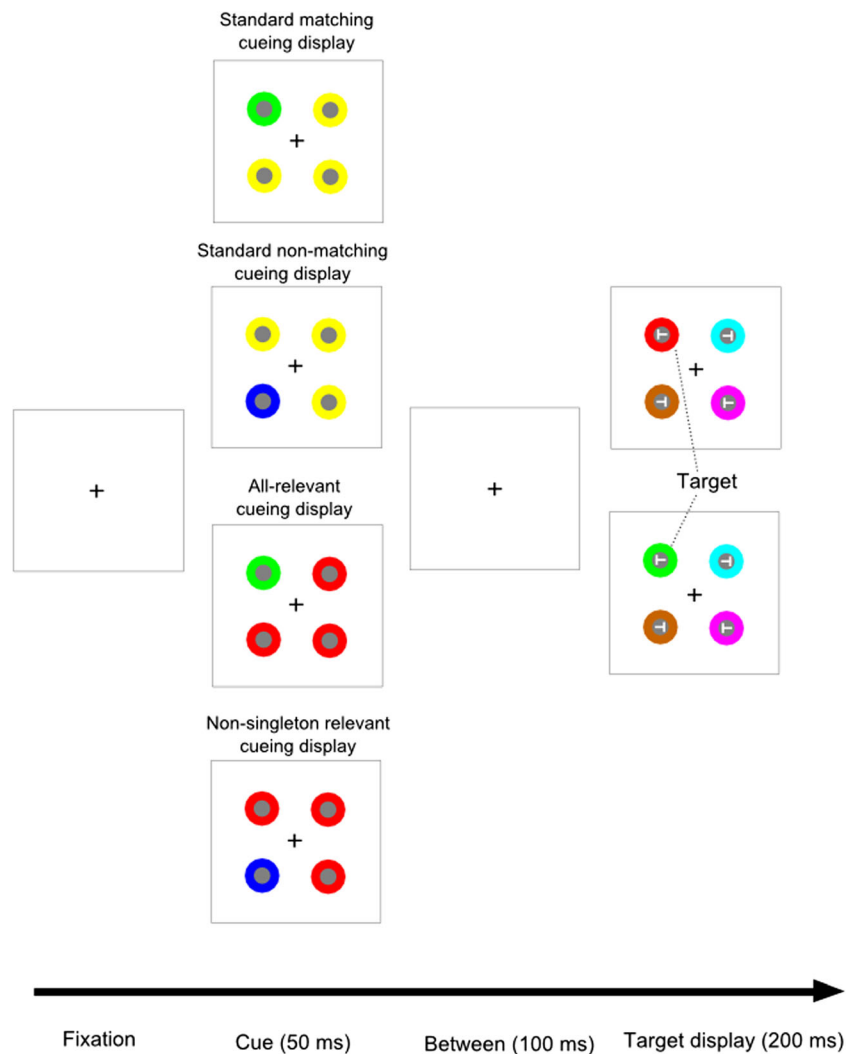 Standard matching
cueing display
Standard non-matching
cueing display
All-relevant
cueing display
Non-singleton relevant
cueing display
T
T
T
T
Target
T
T
T
T
Fixation
Cue (50 ms)
Between (100 ms)
Target display (200 ms)